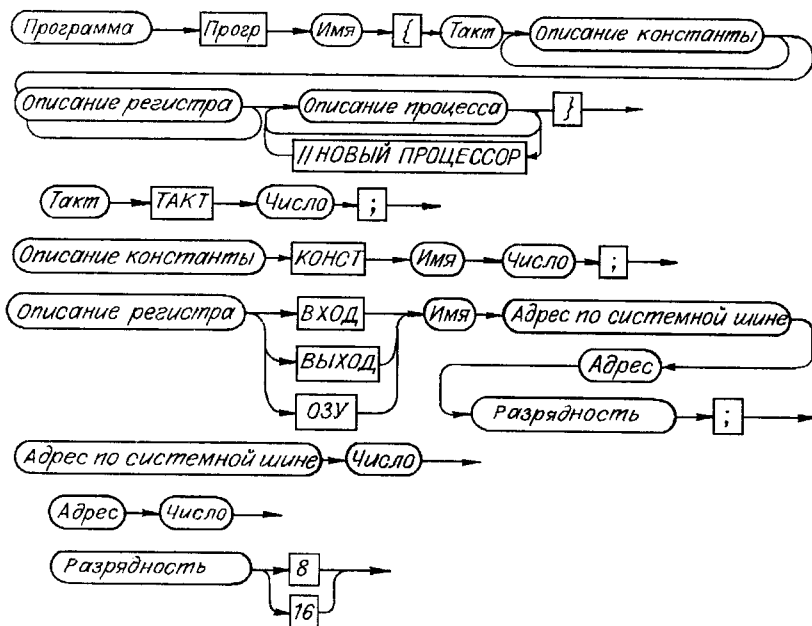 Программа Прогр Имя { Такт Описание константы
Описание регистра Описание процесса }
//НОВЫЙ ПРОЦЕССОР
Такт ТАКТ Число ;
Описание константы КОНСТ Имя Число ;
Описание регистра ВХОД Имя Адрес по системной шине
ВЫХОД Адрес
ОЗУ Разрядность ;
Адрес по системной шине Число
Адрес Число
Разрядность 8
16